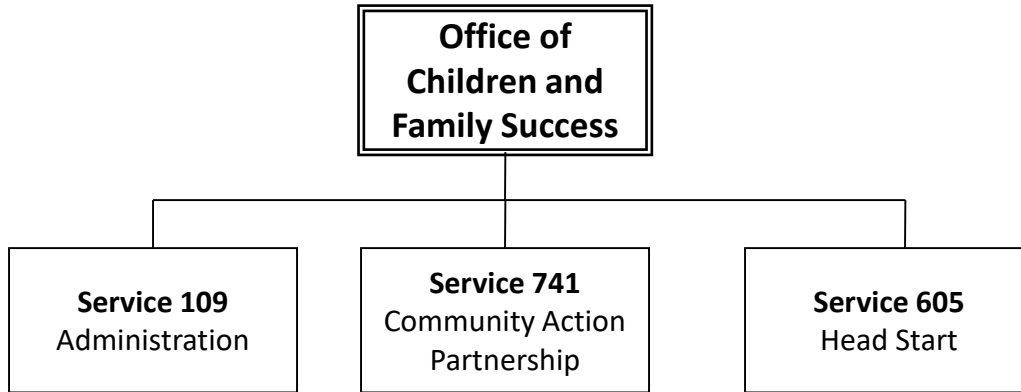 Office of
Children and
Family Success
Service 109
Administration
Service 741
Community Action
Partnership
Service 605
Head Start